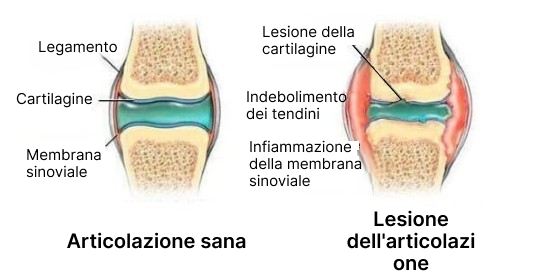 Legamento
Cartilagine
Membrana
sinoviale
Articolazione sana
Lesione della
cartilagine
Indebolimento
dei tendini
Infiammazione
della membrana
sinoviale
Lesione
dell'articolazi
one